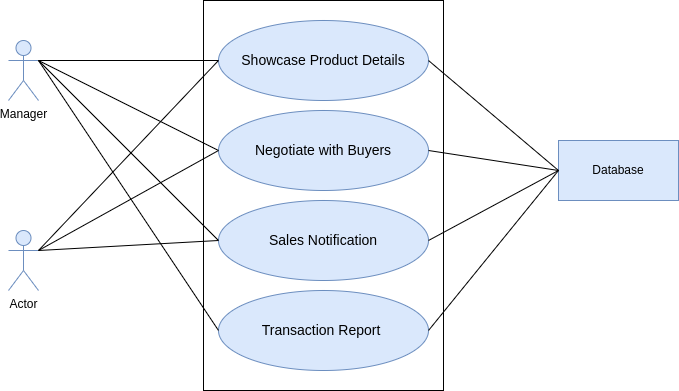 Showcase Product Details
Manager
Negotiate with Buyers
Database
Sales Notification
Actor
Transaction Report